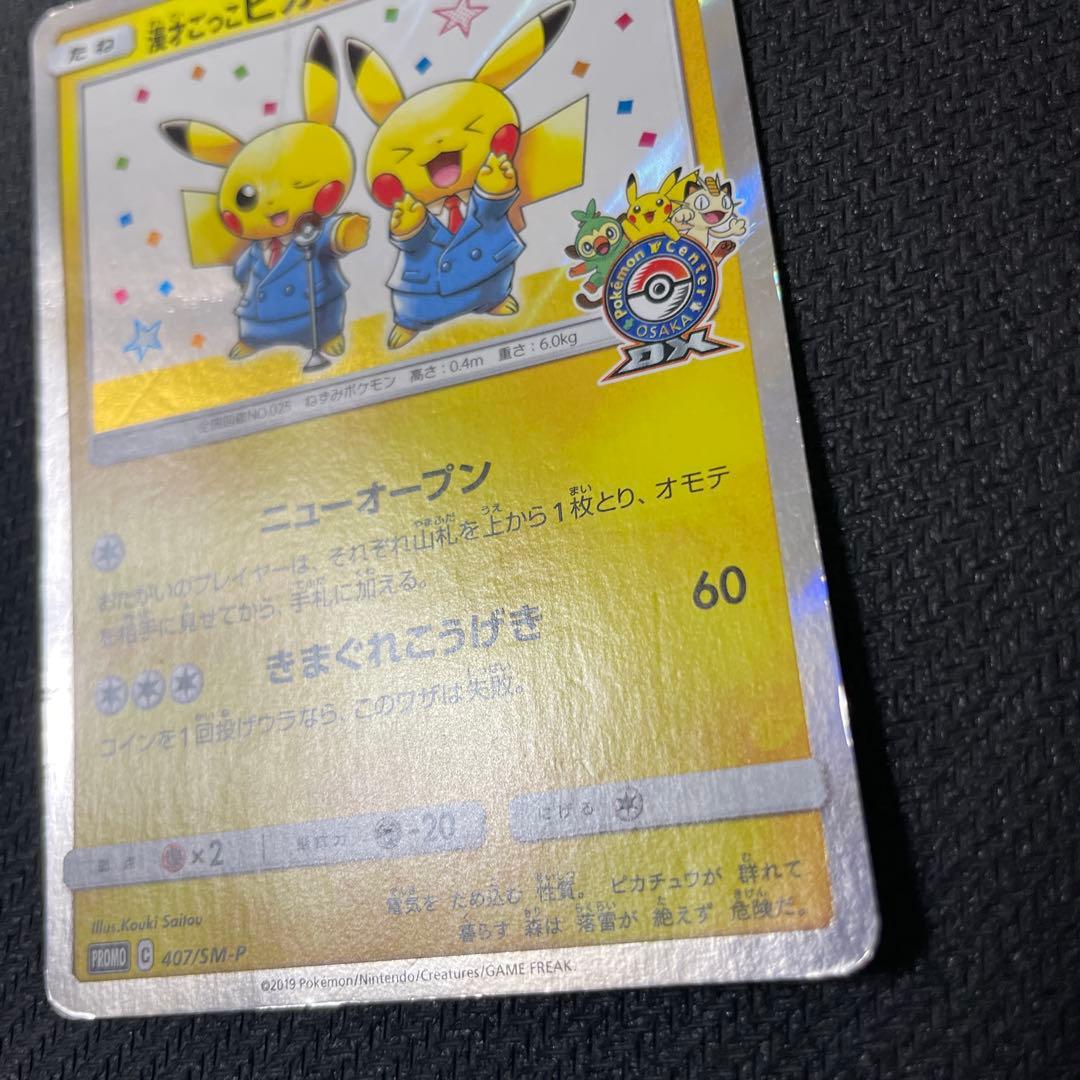 たね
漫才ごっこピカ
Pokémon Center
OSAKA
DX
全国図鑑NO.025 ねずみポケモン 高さ:0.4m 重さ:6.0kg
ニューオープン
おたがいのプレイヤーは、それぞれ山札を上から1枚とり、オモテ
を相手に見せてから、手札に加える。
きまぐれこうげき 60
コインを1回投げウラなら、このワザは失敗。
弱点 ×2 抵抗力 -20 にげる
電気を ため込む 性質。 ピカチュウが 群れて
暮らす 森は 落雷が 絶えず 危険だ。
Illus.Kouki Saitou
PROMO C 407/SM-P
©2019 Pokémon/Nintendo/Creatures/GAME FREAK.